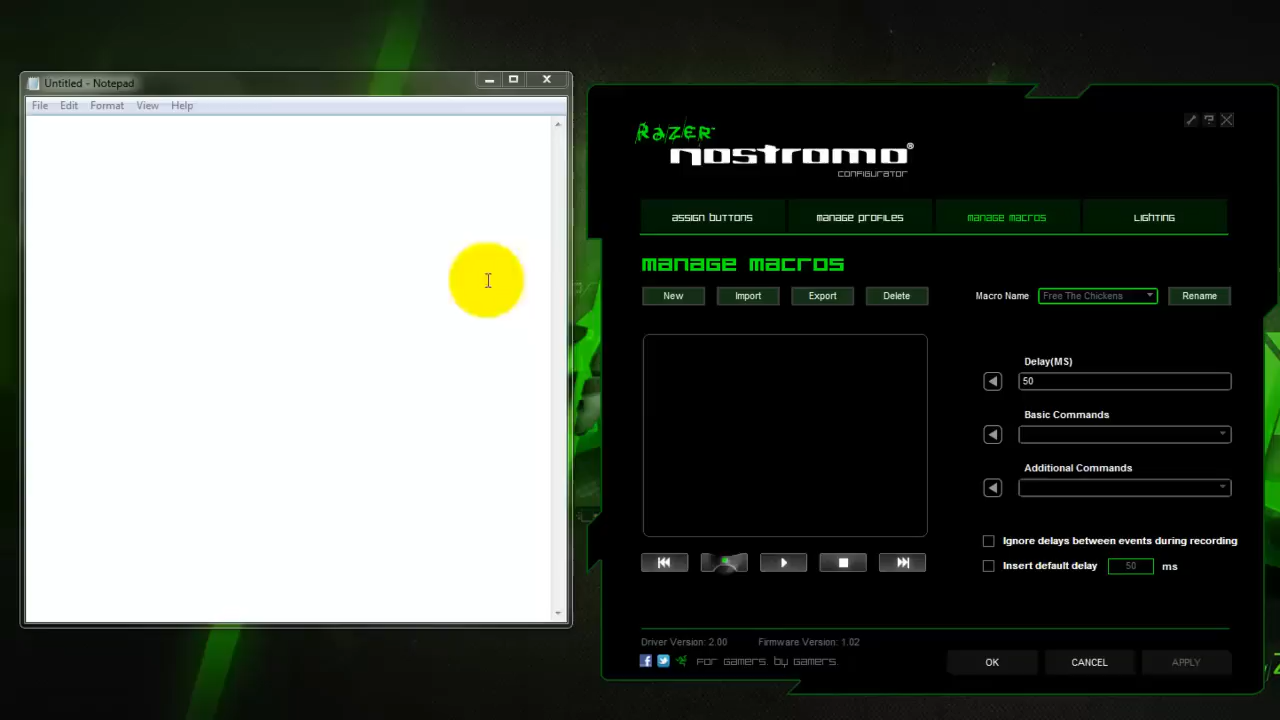 Untitled - Notepad
File Edit Format View Help
RAZER
nostromo®
CONFIGURATOR
ASSIGN BUTTONS
MANAGE PROFILES
MANAGE MACROS
LIGHTING
MANAGE MACROS
New
Import
Export
Delete
Macro Name
Free The Chickens
Rename
Delay(MS)
50
Basic Commands
Additional Commands
Ignore delays between events during recording
Insert default delay 50 ms
Driver Version: 2.00 Firmware Version: 1.02
FOR GAMERS. BY GAMERS.
OK
CANCEL
APPLY